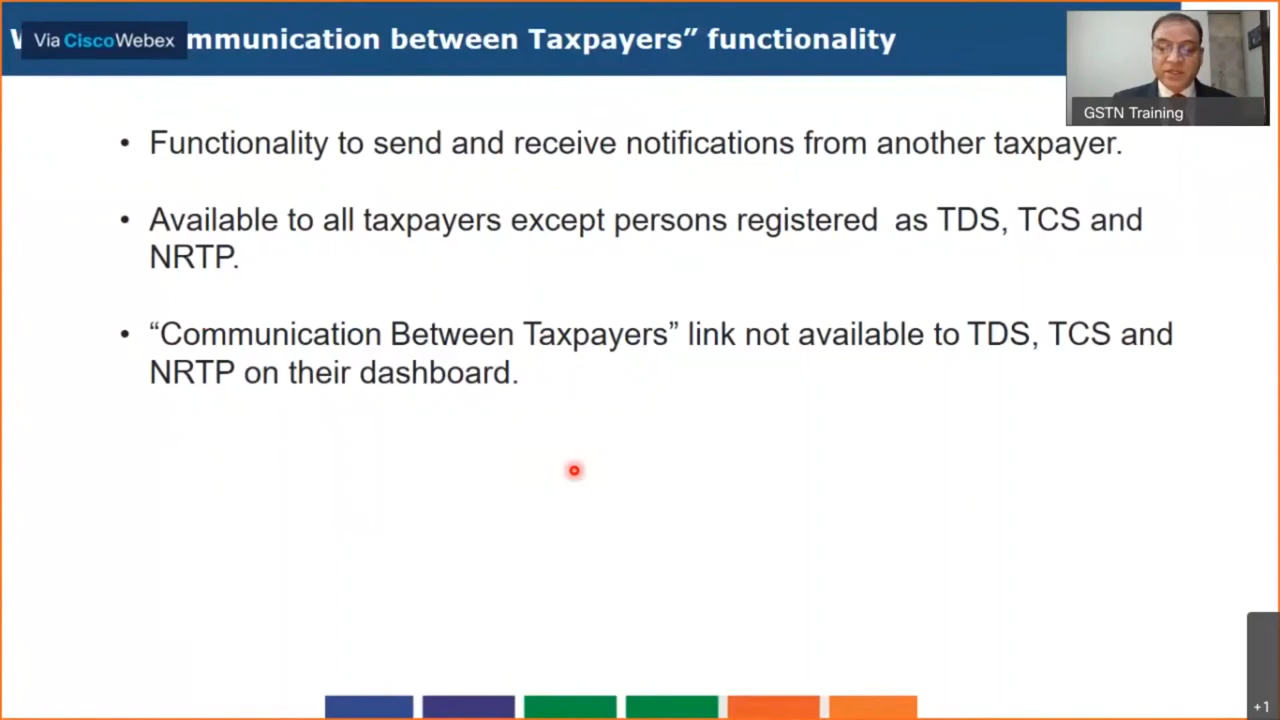 Via CiscoWebex
mmunication between Taxpayers” functionality
GSTN Training
• Functionality to send and receive notifications from another taxpayer.
• Available to all taxpayers except persons registered as TDS, TCS and
NRTP.
• “Communication Between Taxpayers” link not available to TDS, TCS and
NRTP on their dashboard.
+1